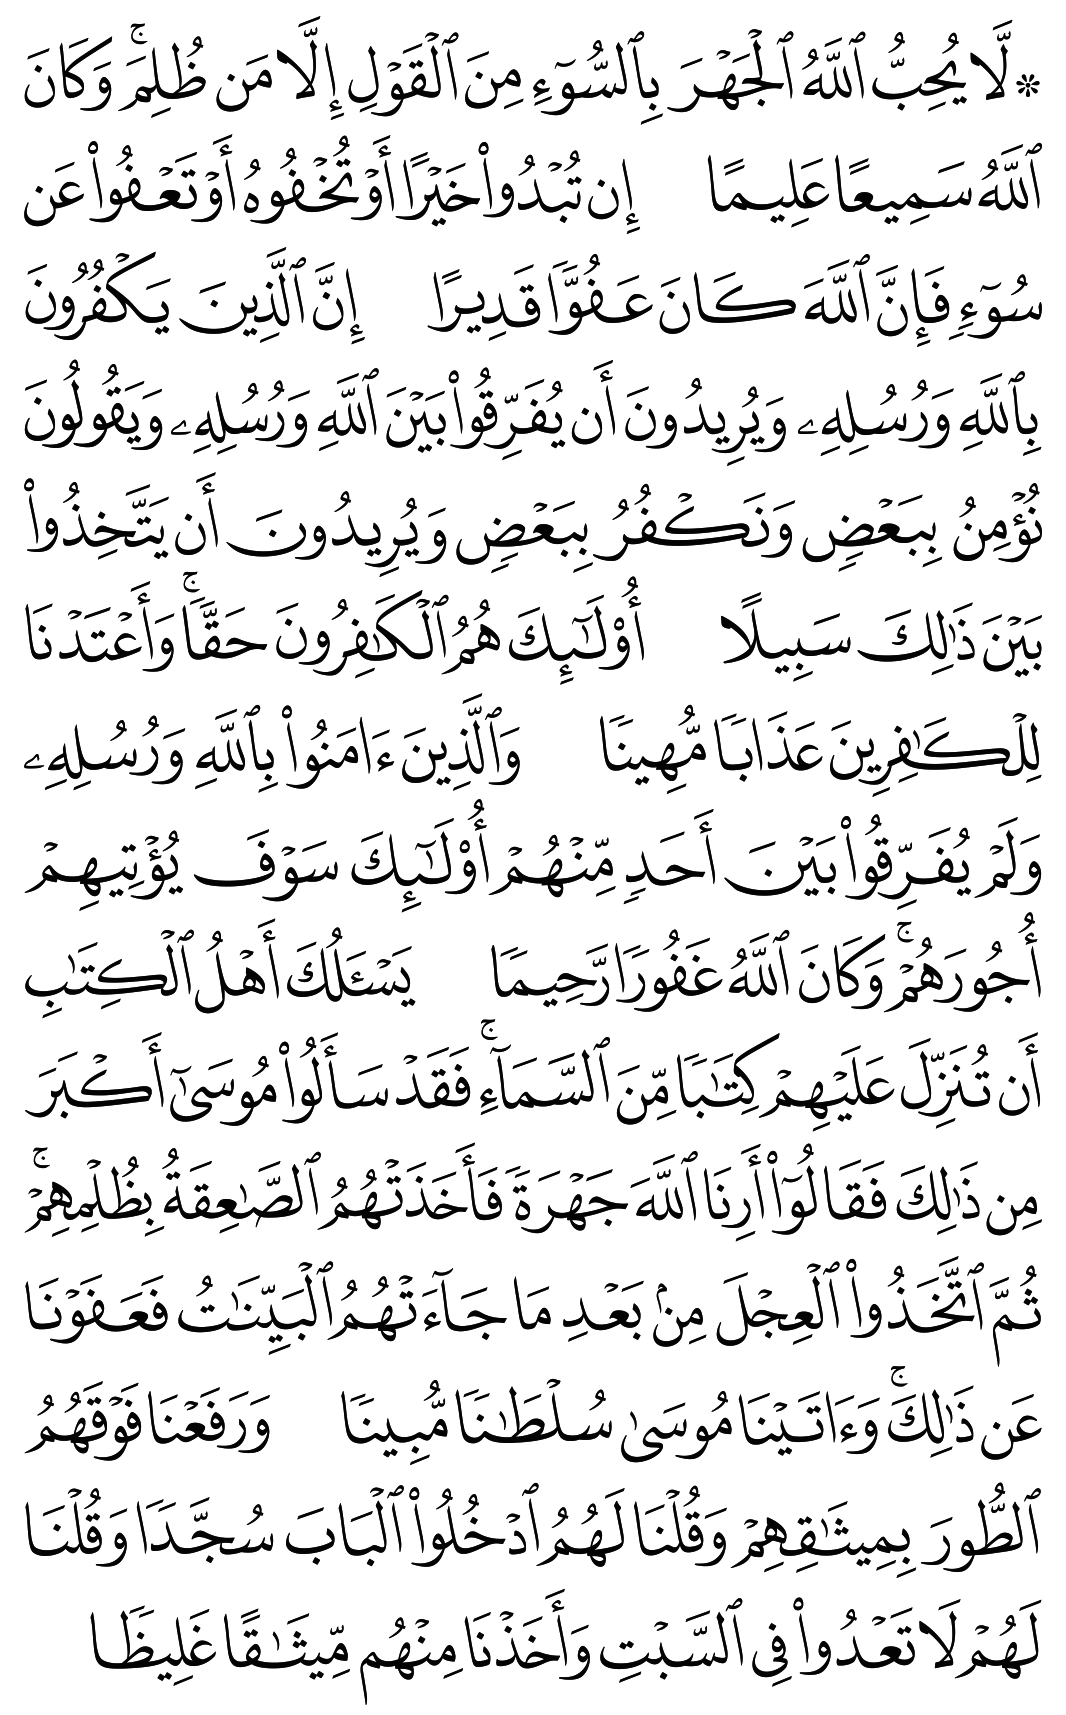 ۞لَّا يُحِبُّ ٱللَّهُ ٱلۡجَهۡرَ بِٱلسُّوٓءِ مِنَ ٱلۡقَوۡلِ إِلَّا مَن ظُلِمَۚ وَكَانَ
ٱللَّهُ سَمِيعًا عَلِيمًا إِن تُبۡدُواْ خَيۡرًا أَوۡ تُخۡفُوهُ أَوۡ تَعۡفُواْ عَن
سُوٓءٖ فَإِنَّ ٱللَّهَ كَانَ عَفُوّٗا قَدِيرًا إِنَّ ٱلَّذِينَ يَكۡفُرُونَ
بِٱللَّهِ وَرُسُلِهِۦ وَيُرِيدُونَ أَن يُفَرِّقُواْ بَيۡنَ ٱللَّهِ وَرُسُلِهِۦ وَيَقُولُونَ
نُؤۡمِنُ بِبَعۡضٖ وَنَكۡفُرُ بِبَعۡضٖ وَيُرِيدُونَ أَن يَتَّخِذُواْ
بَيۡنَ ذَٰلِكَ سَبِيلًا أُوْلَٰٓئِكَ هُمُ ٱلۡكَٰفِرُونَ حَقّٗاۚ وَأَعۡتَدۡنَا
لِلۡكَٰفِرِينَ عَذَابٗا مُّهِينٗا وَٱلَّذِينَ ءَامَنُواْ بِٱللَّهِ وَرُسُلِهِۦ
وَلَمۡ يُفَرِّقُواْ بَيۡنَ أَحَدٖ مِّنۡهُمۡ أُوْلَٰٓئِكَ سَوۡفَ يُؤۡتِيهِمۡ
أُجُورَهُمۡۚ وَكَانَ ٱللَّهُ غَفُورٗا رَّحِيمٗا يَسۡـَٔلُكَ أَهۡلُ ٱلۡكِتَٰبِ
أَن تُنَزِّلَ عَلَيۡهِمۡ كِتَٰبٗا مِّنَ ٱلسَّمَآءِۚ فَقَدۡ سَأَلُواْ مُوسَىٰٓ أَكۡبَرَ
مِن ذَٰلِكَ فَقَالُوٓاْ أَرِنَا ٱللَّهَ جَهۡرَةٗ فَأَخَذَتۡهُمُ ٱلصَّٰعِقَةُ بِظُلۡمِهِمۡۚ
ثُمَّ ٱتَّخَذُواْ ٱلۡعِجۡلَ مِنۢ بَعۡدِ مَا جَآءَتۡهُمُ ٱلۡبَيِّنَٰتُ فَعَفَوۡنَا
عَن ذَٰلِكَۚ وَءَاتَيۡنَا مُوسَىٰ سُلۡطَٰنٗا مُّبِينٗا وَرَفَعۡنَا فَوۡقَهُمُ
ٱلطُّورَ بِمِيثَٰقِهِمۡ وَقُلۡنَا لَهُمُ ٱدۡخُلُواْ ٱلۡبَابَ سُجَّدٗا وَقُلۡنَا
لَهُمۡ لَا تَعۡدُواْ فِي ٱلسَّبۡتِ وَأَخَذۡنَا مِنۡهُم مِّيثَٰقًا غَلِيظٗا